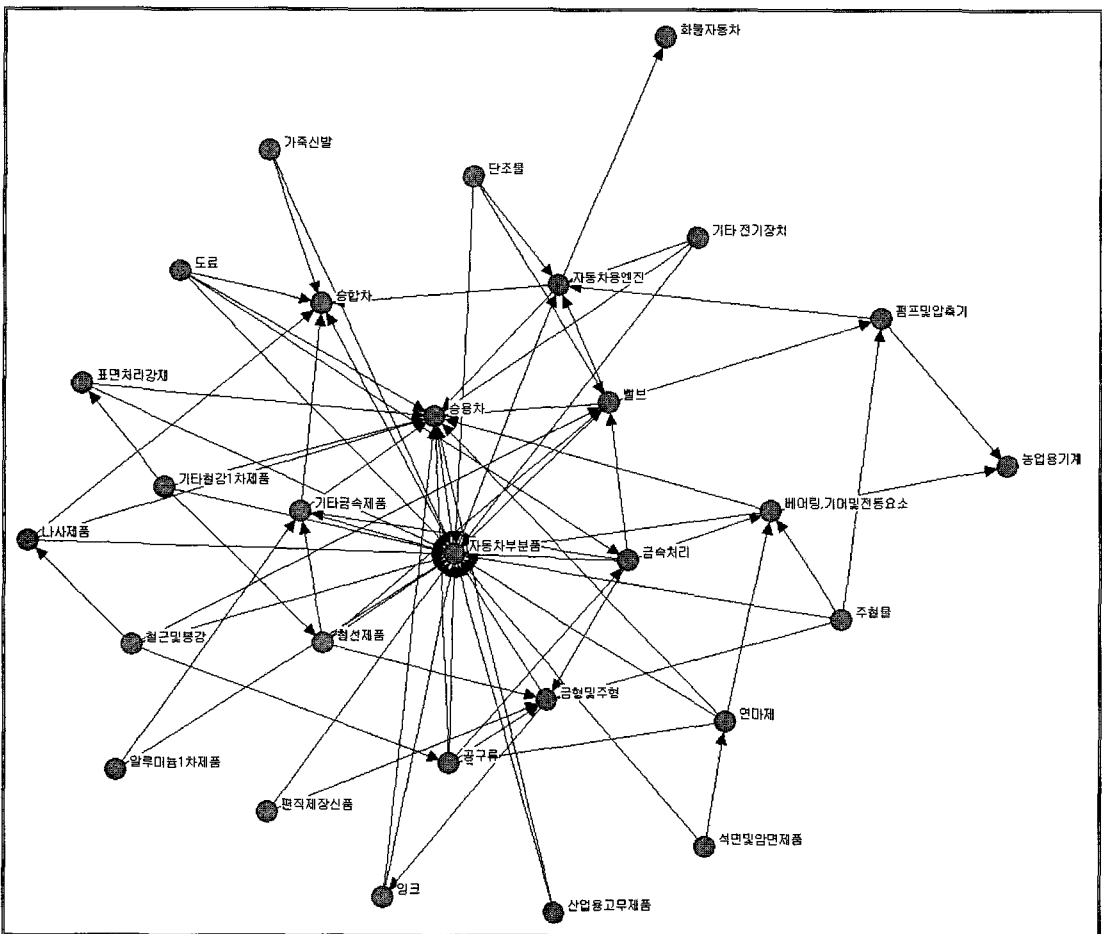 화물자동차
가죽신발
단조물
기타 전기장치
도료
자동차용엔진
승합차
펌프및압축기
표면처리강재
밸브
승용차
농업용기계
기타철강1차제품
기타금속제품
베어링,기어및전동요소
나사제품
자동차부분품
금속처리
주철물
철근및봉강
철선제품
금형및주형
연마제
공구류
알루미늄1차제품
편직제장신품
석면및암면제품
잉크
산업용고무제품